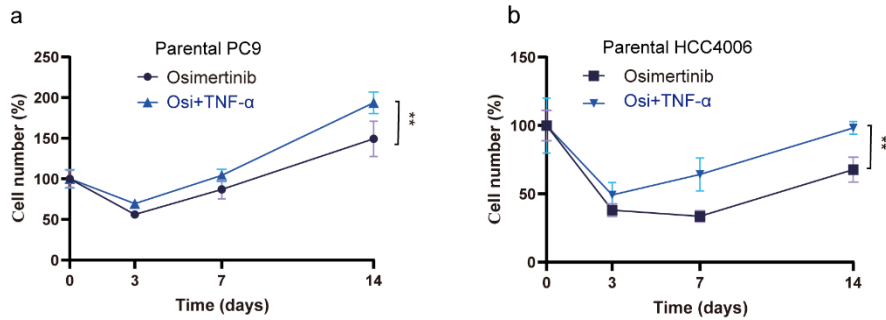 a
Parental PC9
Osimertinib
Osi+TNF-α
Cell number (%)
250
200
150
100
50
0
0 3 7 14
Time (days)
**
b
Parental HCC4006
Osimertinib
Osi+TNF-α
Cell number (%)
150
100
50
0
0 3 7 14
Time (days)
**